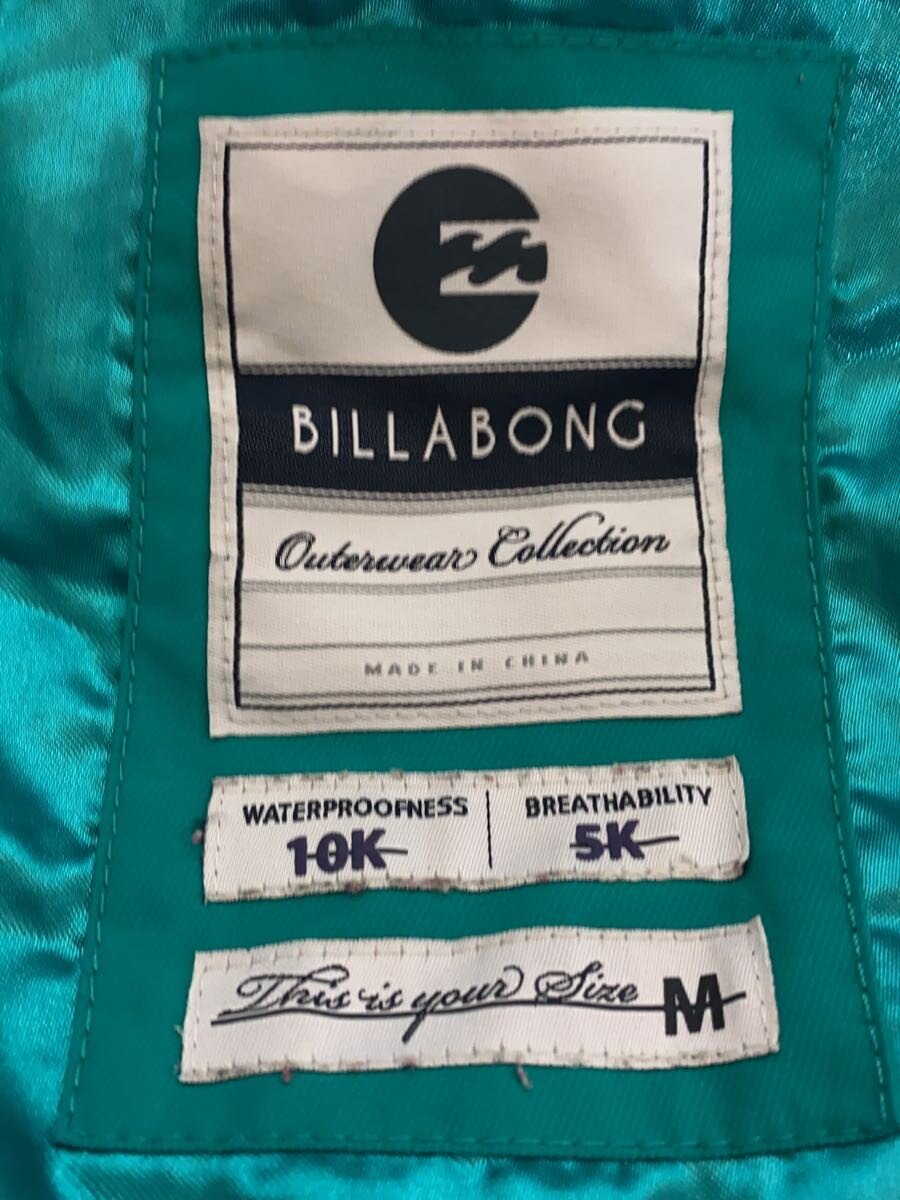 BILLABONG
Outerwear Collection
MADE IN CHINA
WATERPROOFNESS
10K
BREATHABILITY
5K
This is your Size M